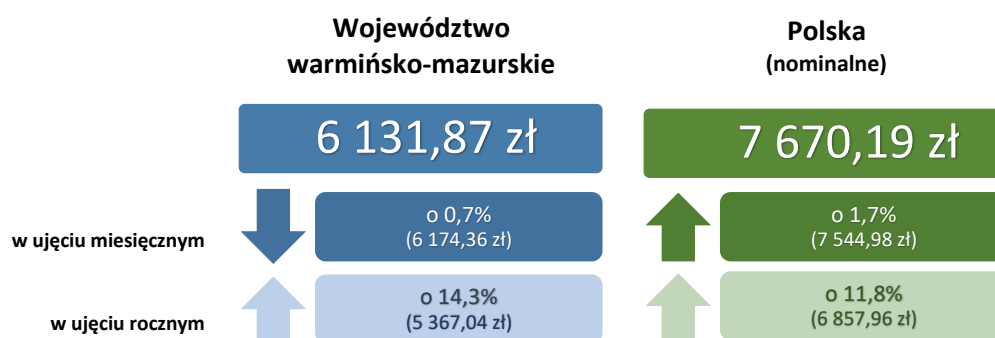 Województwo
warmińsko-mazurskie
Polska
(nominalne)
6 131,87 zł
7 670,19 zł
w ujęciu miesięcznym
o 0,7%
(6 174,36 zł)
o 1,7%
(7 544,98 zł)
w ujęciu rocznym
o 14,3%
(5 367,04 zł)
o 11,8%
(6 857,96 zł)